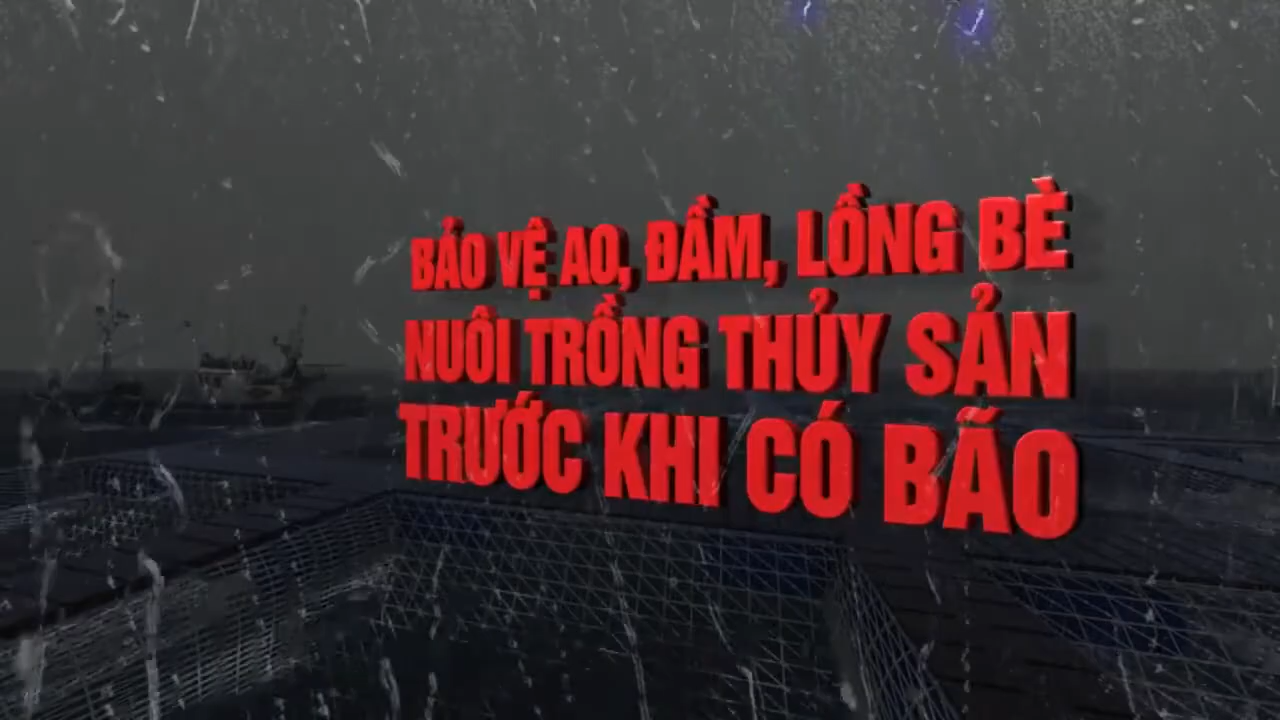 BẢO VỆ AO, ĐẦM, LỒNG BÈ
NUÔI TRỒNG THỦY SẢN
TRƯỚC KHI CÓ BÃO